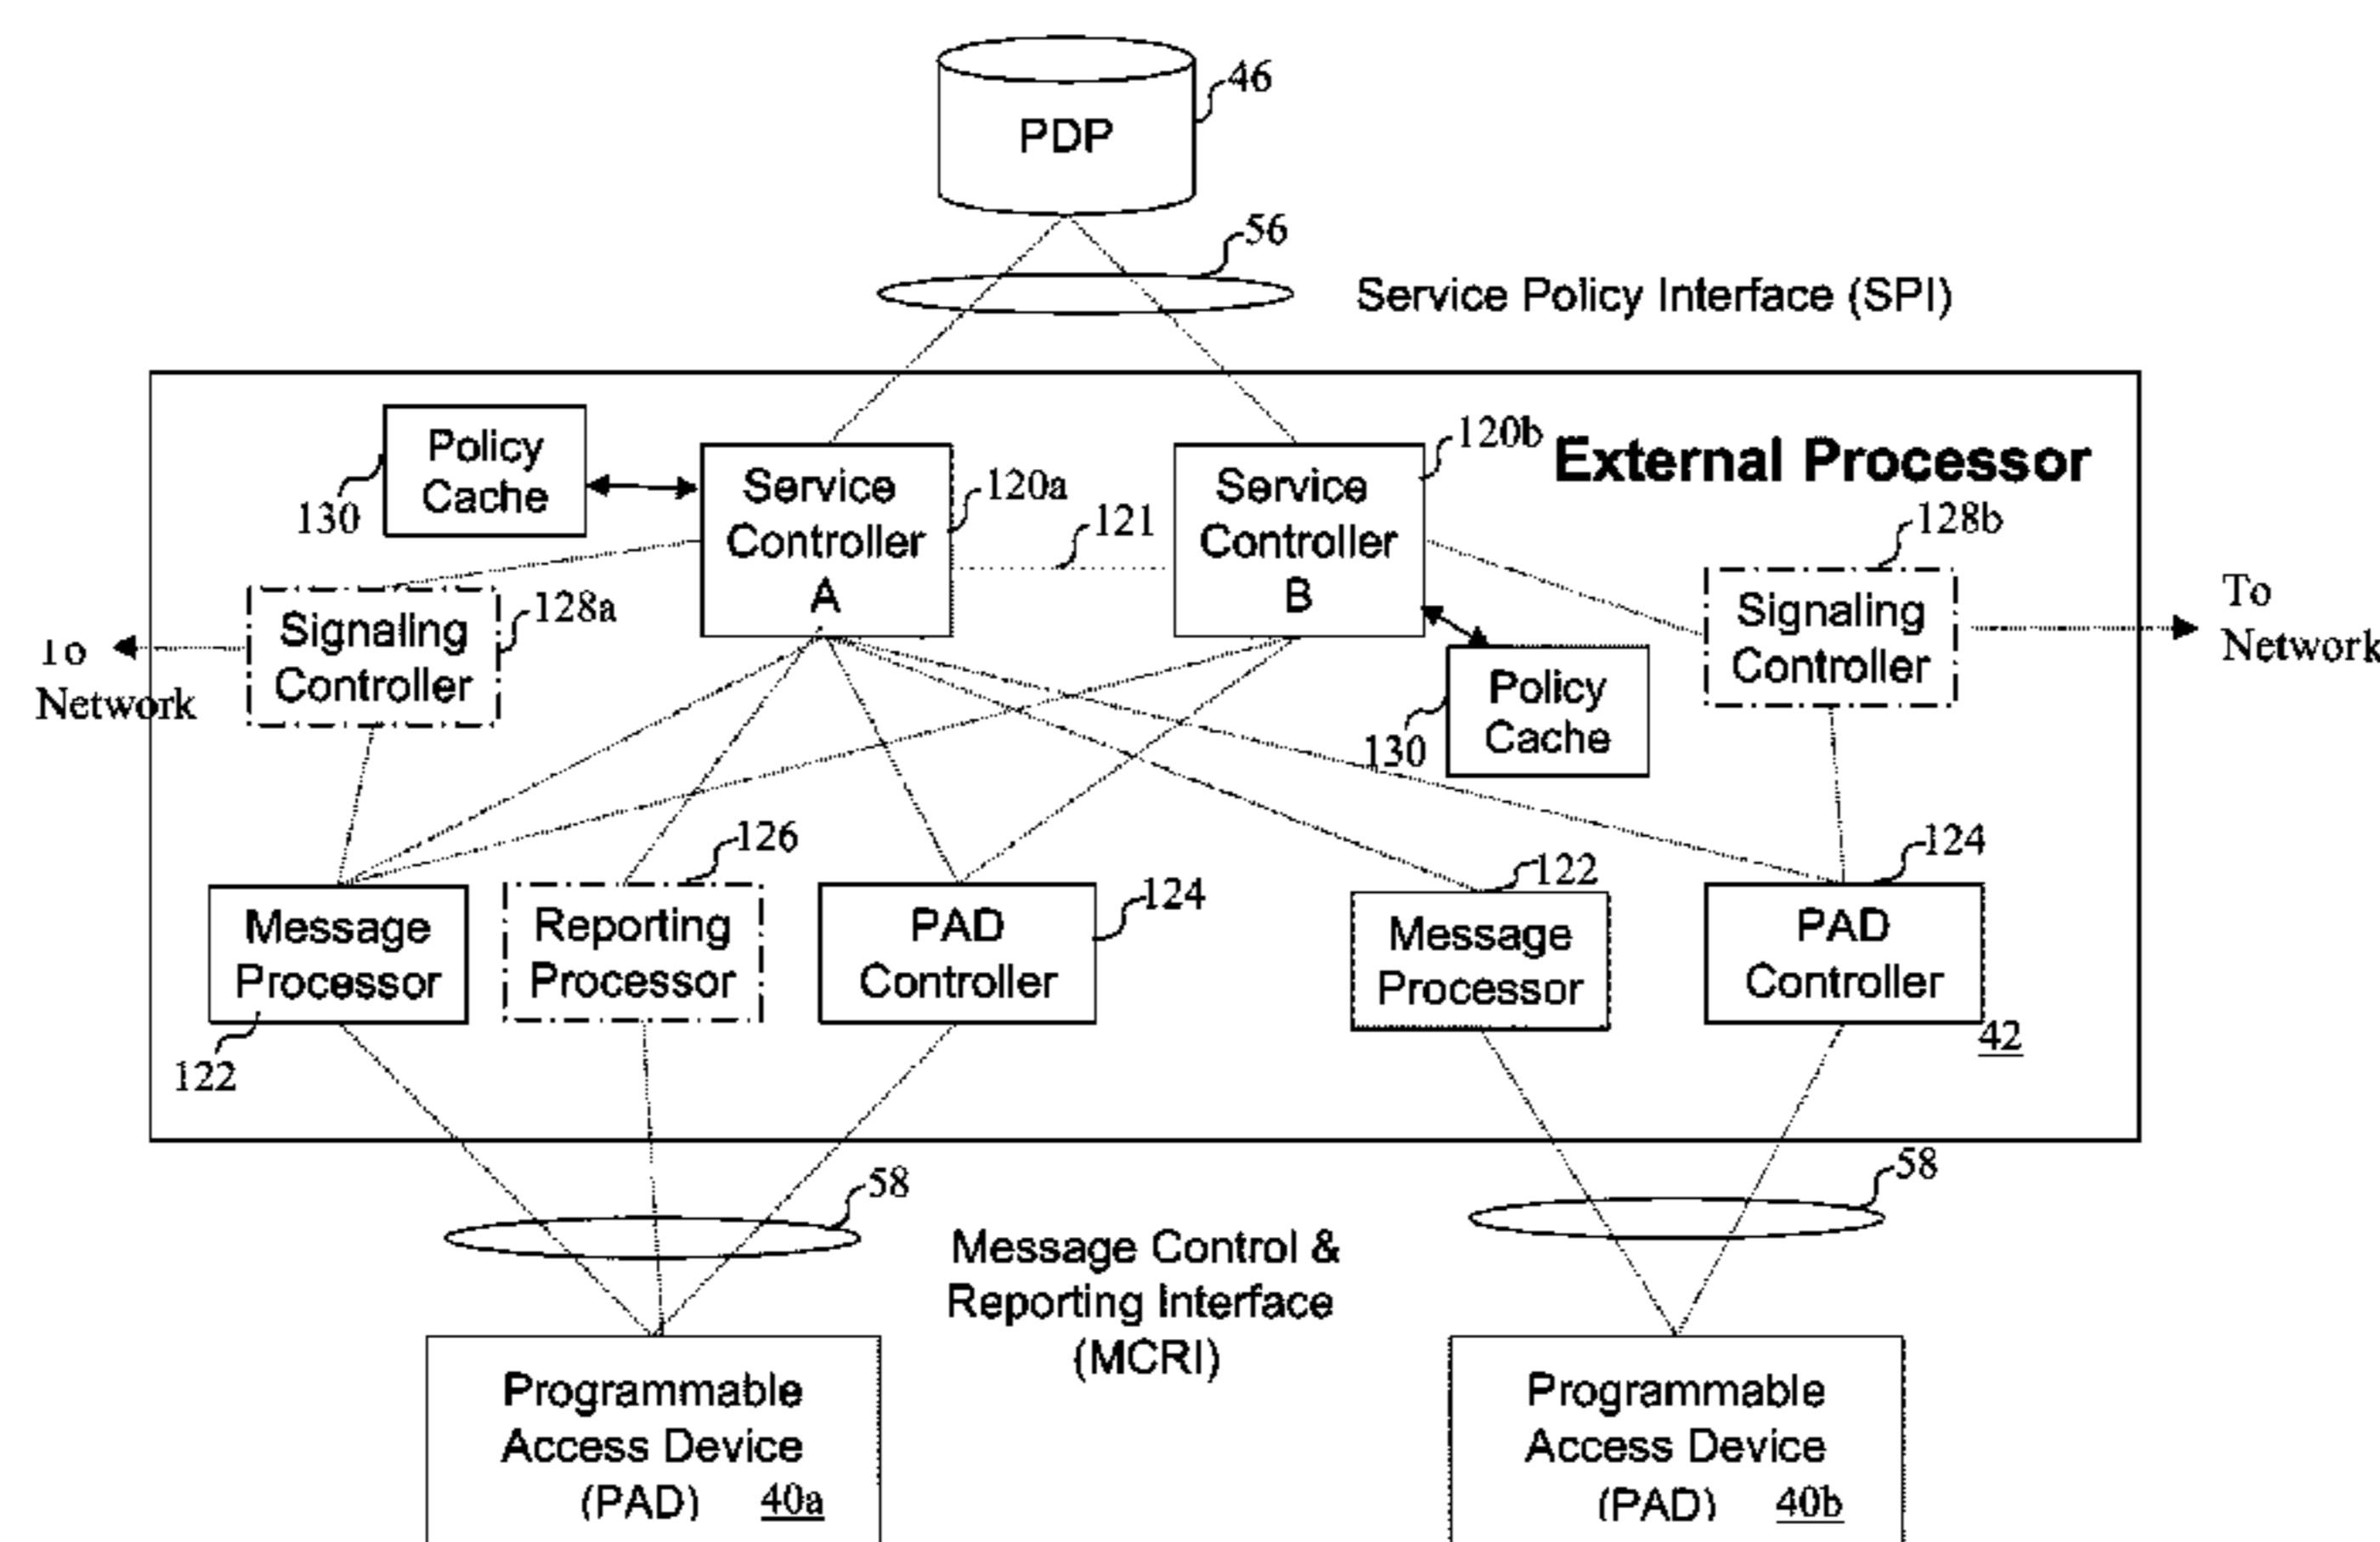 46
PDP
56
Service Policy Interface (SPI)
Policy
Cache
130
Service
Controller
A
120a
121
Service
Controller
B
120b
External Processor
128b
Signaling
Controller
To
Network
To
Network
Signaling
Controller
128a
Policy
Cache
130
126
124
122
124
Message
Processor
122
Reporting
Processor
PAD
Controller
Message
Processor
PAD
Controller
42
58
58
Message Control &
Reporting Interface
(MCRI)
Programmable
Access Device
(PAD) 40a
Programmable
Access Device
(PAD) 40b